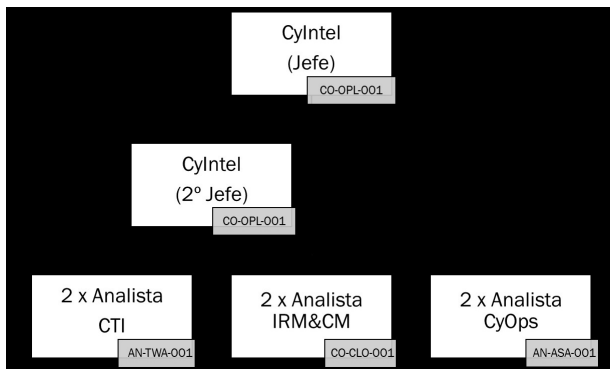 CyIntel
(Jefe)
CO-OPL-001
CyIntel
(2º Jefe)
CO-OPL-001
2 x Analista
CTI
AN-TWA-001
2 x Analista
IRM&CM
CO-CLO-001
2 x Analista
CyOps
AN-ASA-001